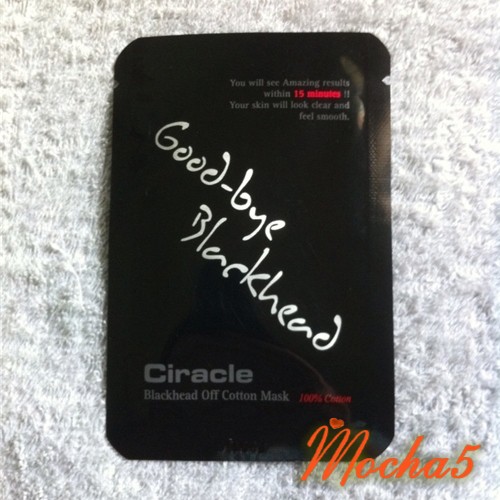 You will see Amazing results
within 15 minutes !!
Your skin will look clear and
feel smooth.
Good-bye
Blackhead
Ciracle
Blackhead Off Cotton Mask 100% Cotton
Mocha5